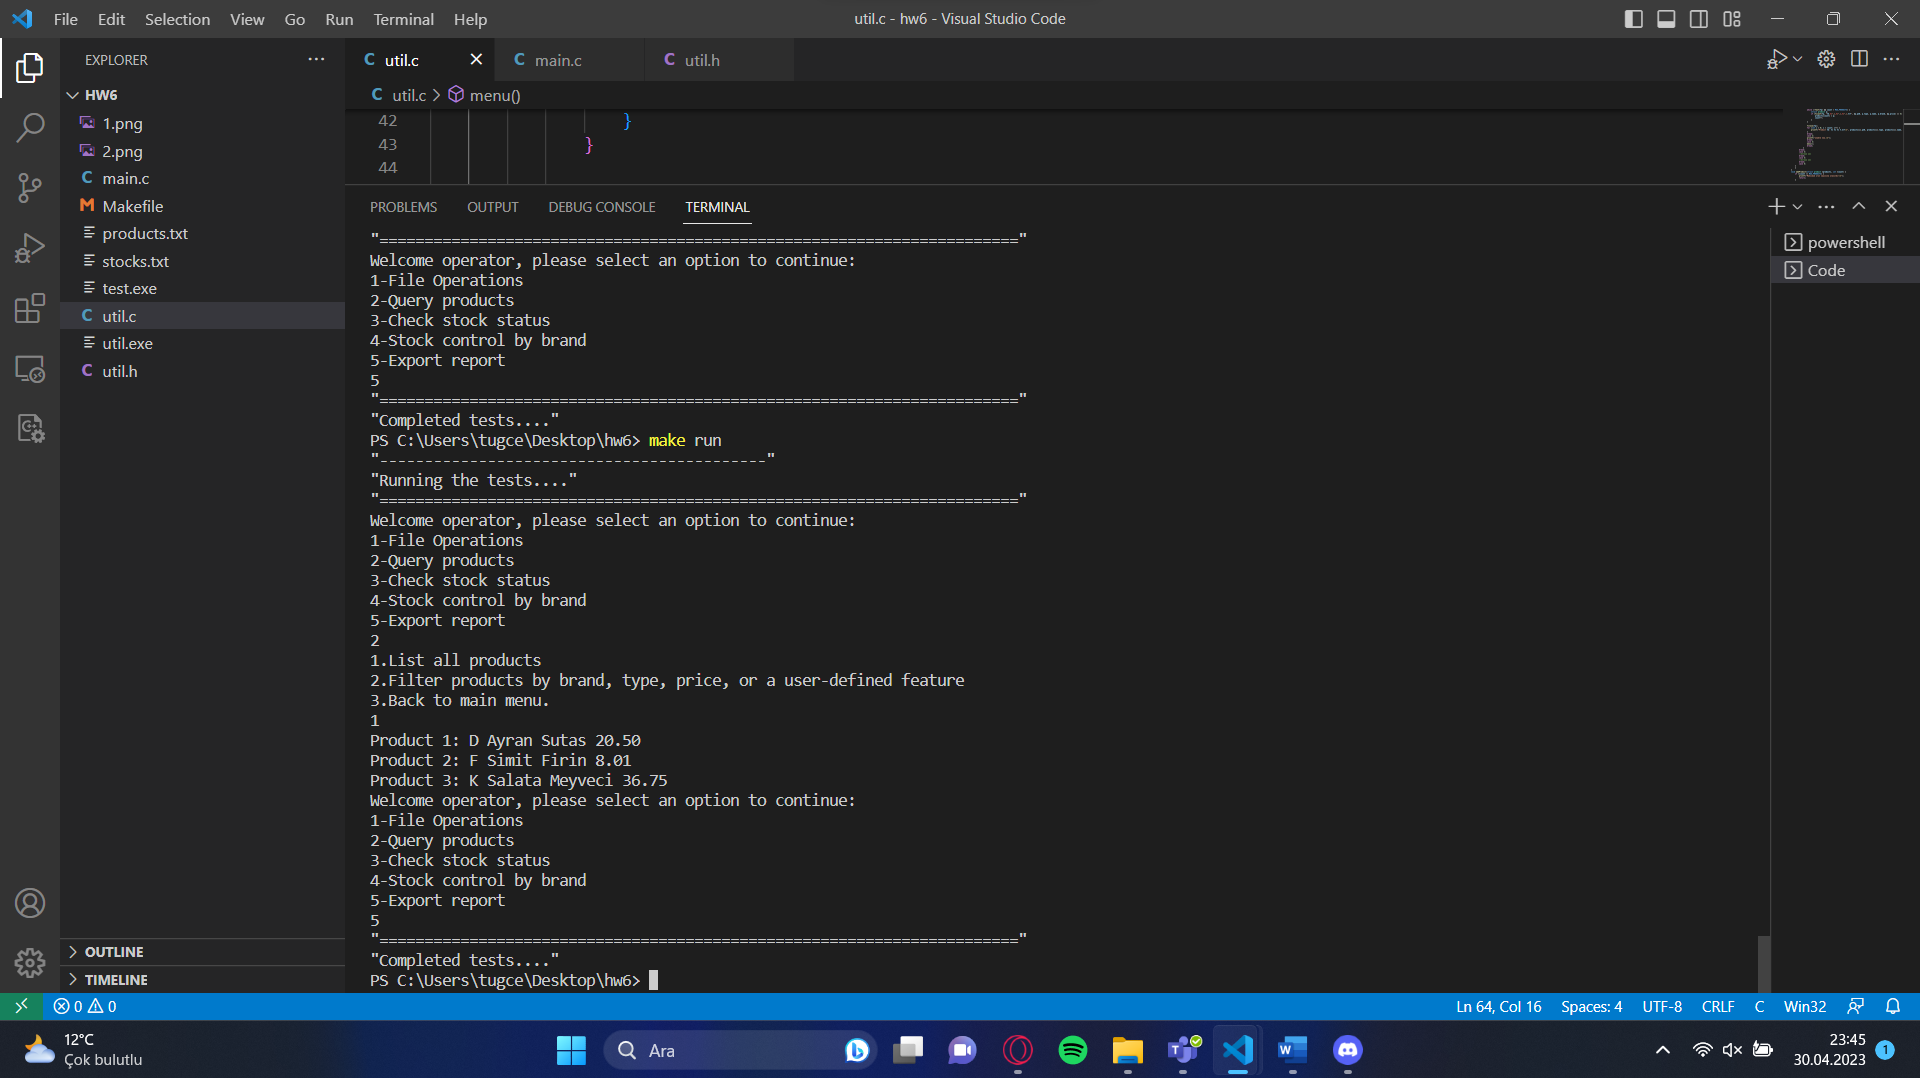 File Edit Selection View Go Run Terminal Help
util.c - hw6 - Visual Studio Code
EXPLORER
HW6
1.png
2.png
main.c
Makefile
products.txt
stocks.txt
test.exe
util.c
util.exe
util.h
OUTLINE
TIMELINE
util.c
main.c
util.h
util.c > menu()
42 }
43 }
44
PROBLEMS OUTPUT DEBUG CONSOLE TERMINAL
powershell
Code
"======================================================================="
Welcome operator, please select an option to continue:
1-File Operations
2-Query products
3-Check stock status
4-Stock control by brand
5-Export report
5
"======================================================================="
"Completed tests...."
PS C:\Users\tugce\Desktop\hw6> make run
"-------------------------------------------"
"Running the tests...."
"======================================================================="
Welcome operator, please select an option to continue:
1-File Operations
2-Query products
3-Check stock status
4-Stock control by brand
5-Export report
2
1.List all products
2.Filter products by brand, type, price, or a user-defined feature
3.Back to main menu.
1
Product 1: D Ayran Sutas 20.50
Product 2: F Simit Firin 8.01
Product 3: K Salata Meyveci 36.75
Welcome operator, please select an option to continue:
1-File Operations
2-Query products
3-Check stock status
4-Stock control by brand
5-Export report
5
"======================================================================="
"Completed tests...."
PS C:\Users\tugce\Desktop\hw6>
0 0
Ln 64, Col 16 Spaces: 4 UTF-8 CRLF C Win32
12°C
Çok bulutlu
Ara
23:45
30.04.2023
1